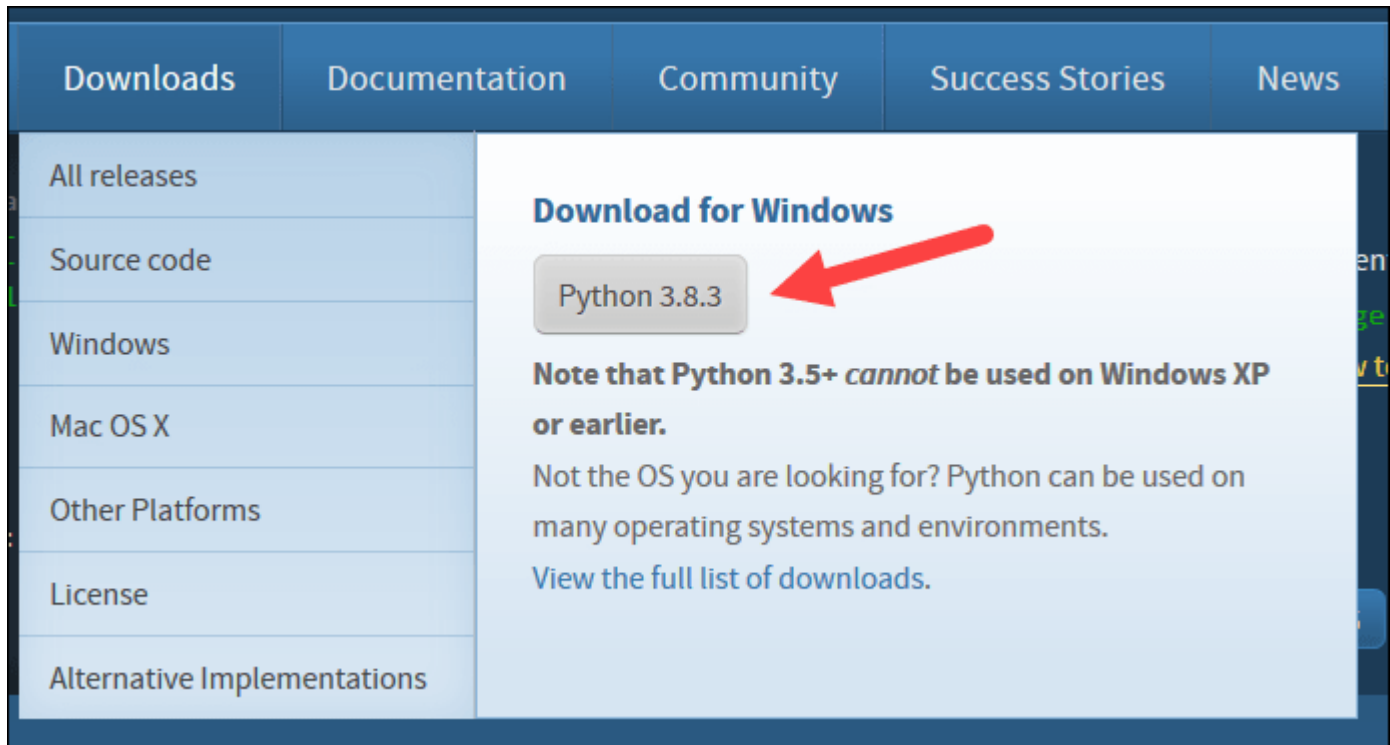 Downloads
Documentation
Community
Success Stories
News
All releases
Source code
Windows
Mac OS X
Other Platforms
License
Alternative Implementations
Download for Windows
Python 3.8.3
Note that Python 3.5+ cannot be used on Windows XP
or earlier.
Not the OS you are looking for? Python can be used on
many operating systems and environments.
View the full list of downloads.